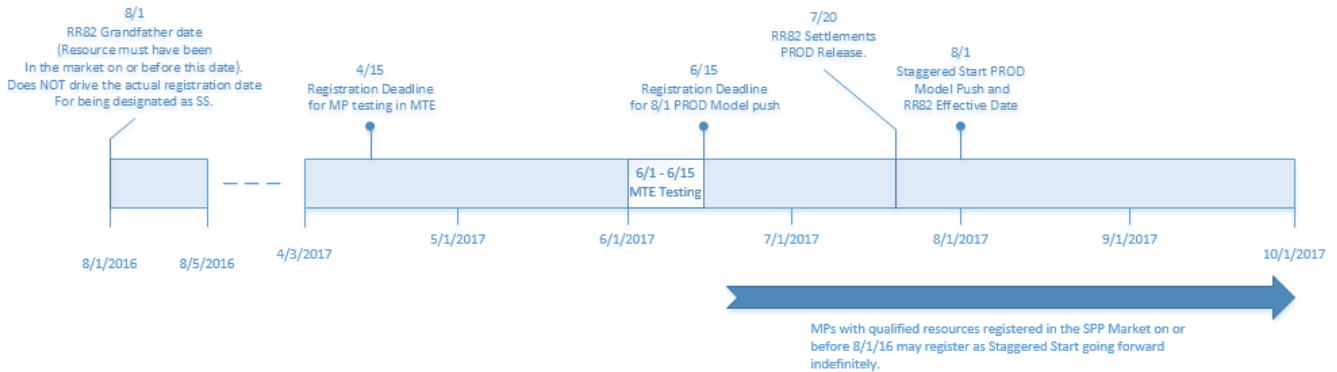 8/1
RR82 Grandfather date
(Resource must have been
In the market on or before this date).
Does NOT drive the actual registration date
For being designated as SS.
4/15
Registration Deadline
for MP testing in MTE
6/15
Registration Deadline
for 8/1 PROD Model push
7/20
RR82 Settlements
PROD Release.
8/1
Staggered Start PROD
Model Push and
RR82 Effective Date
6/1 - 6/15
MTE Testing
8/1/2016
8/5/2016
4/3/2017
5/1/2017
6/1/2017
7/1/2017
8/1/2017
9/1/2017
10/1/2017
MPs with qualified resources registered in the SPP Market on or
before 8/1/16 may register as Staggered Start going forward
indefinitely.